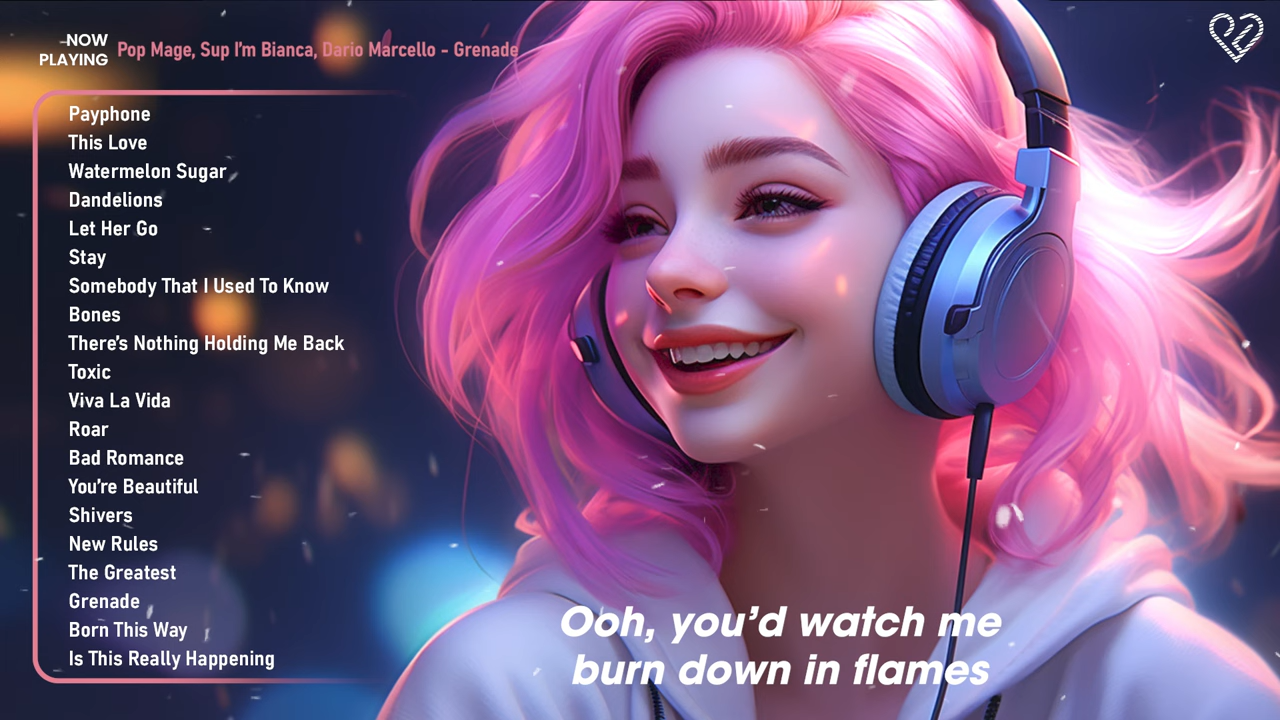 NOW
PLAYING
Pop Mage, Sup I'm Bianca, Dario Marcello - Grenade
Payphone
This Love
Watermelon Sugar
Dandelions
Let Her Go
Stay
Somebody That I Used To Know
Bones
There's Nothing Holding Me Back
Toxic
Viva La Vida
Roar
Bad Romance
You're Beautiful
Shivers
New Rules
The Greatest
Grenade
Born This Way
Is This Really Happening
Ooh, you'd watch me
burn down in flames